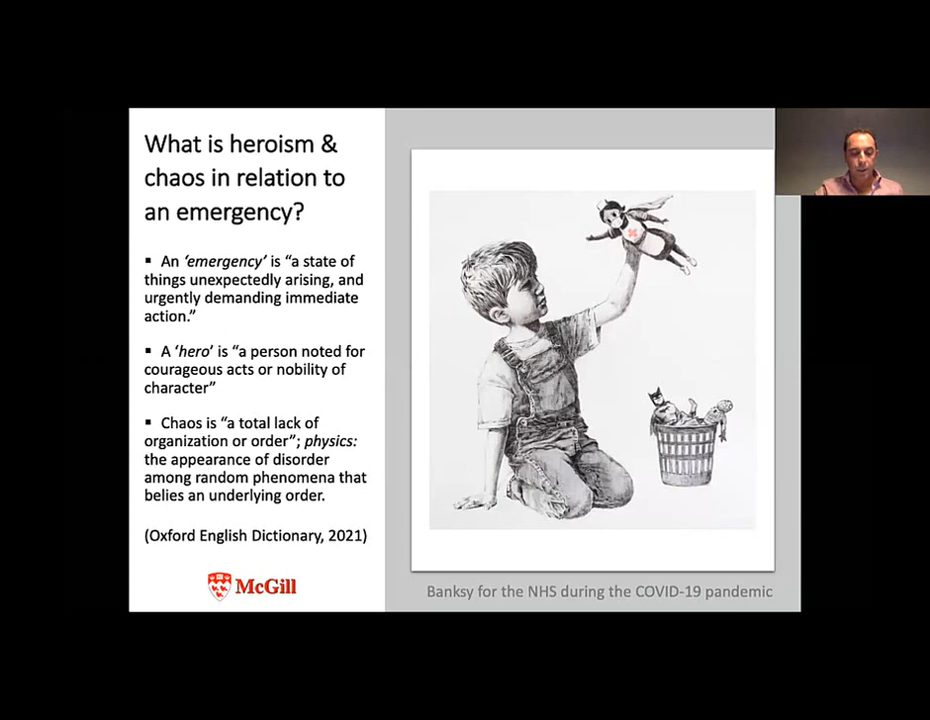 What is heroism &
chaos in relation to
an emergency?
▪ An ‘emergency’ is “a state of
things unexpectedly arising, and
urgently demanding immediate
action.”
▪ A ‘hero’ is “a person noted for
courageous acts or nobility of
character”
▪ Chaos is “a total lack of
organization or order”; physics:
the appearance of disorder
among random phenomena that
belies an underlying order.
(Oxford English Dictionary, 2021)
McGill
Banksy for the NHS during the COVID-19 pandemic